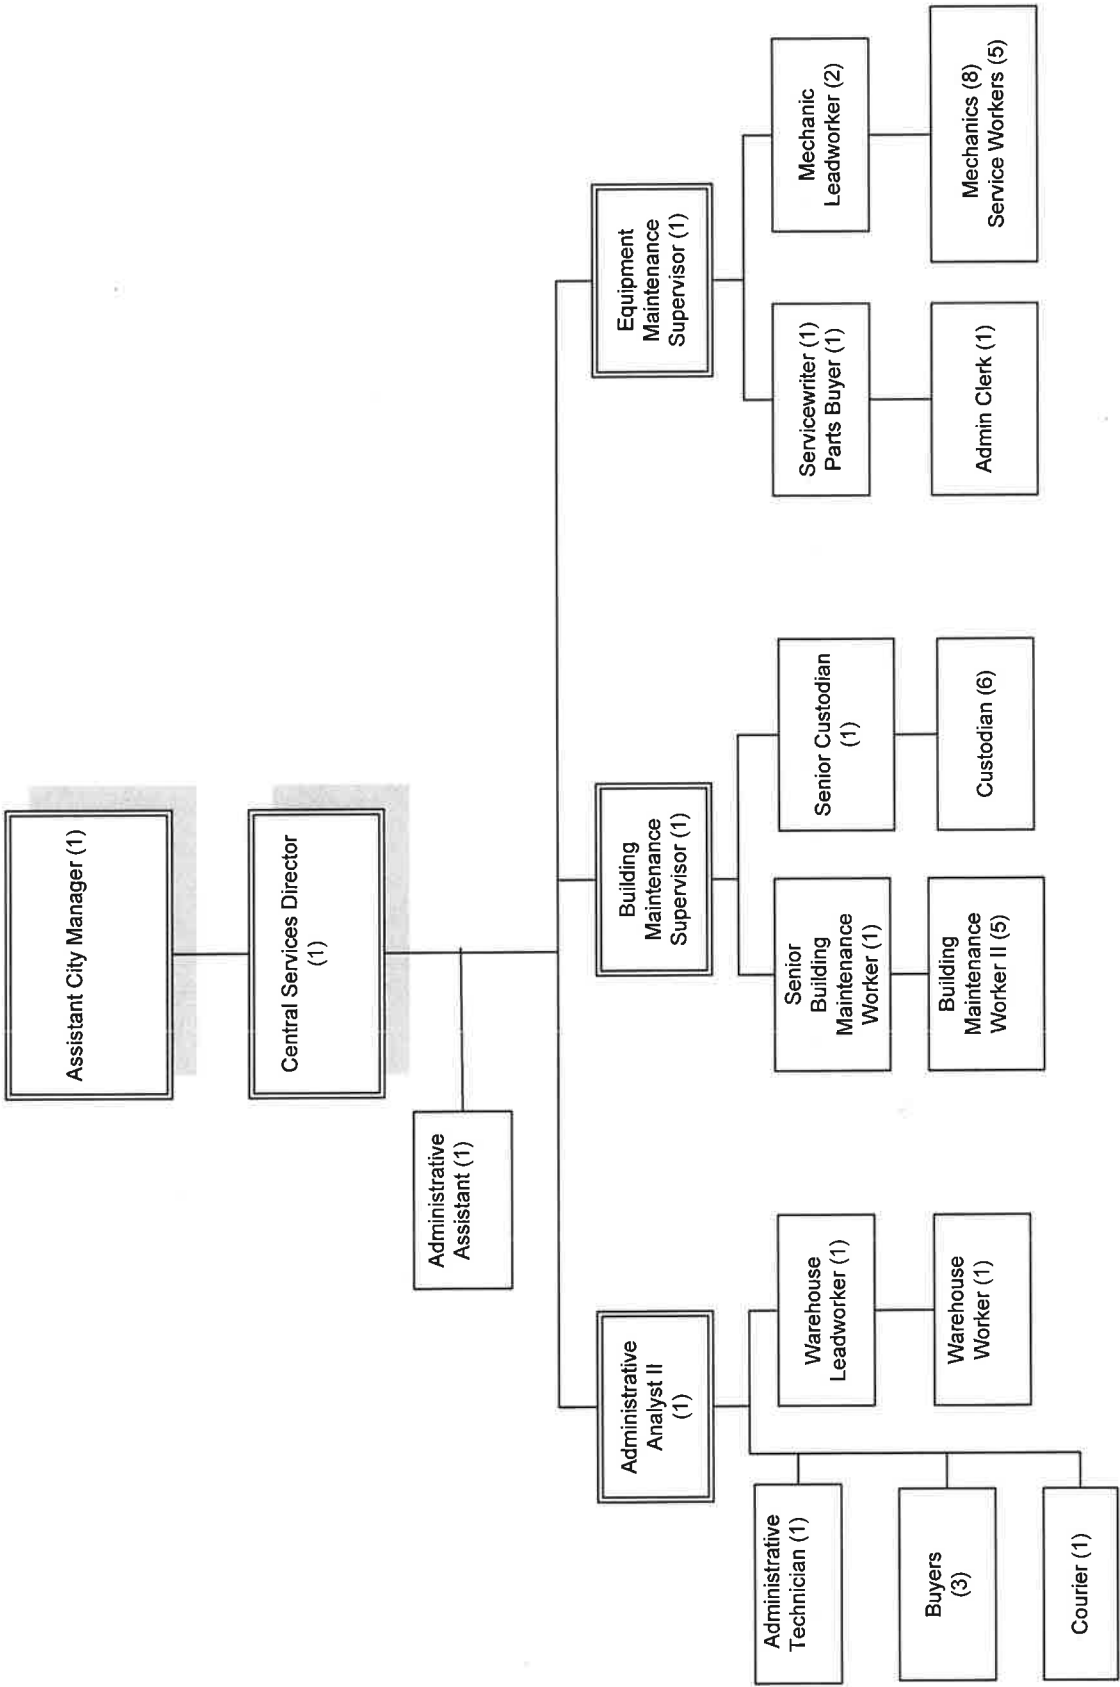 Assistant City Manager (1)
Central Services Director
(1)
Administrative
Assistant (1)
Administrative
Analyst II
(1)
Building
Maintenance
Supervisor (1)
Equipment
Maintenance
Supervisor (1)
Administrative
Technician (1)
Buyers
(3)
Courier (1)
Warehouse
Leadworker (1)
Warehouse
Worker (1)
Senior
Building
Maintenance
Worker (1)
Building
Maintenance
Worker II (5)
Senior Custodian
(1)
Custodian (6)
Servicewriter (1)
Parts Buyer (1)
Admin Clerk (1)
Mechanic
Leadworker (2)
Mechanics (8)
Service Workers (5)